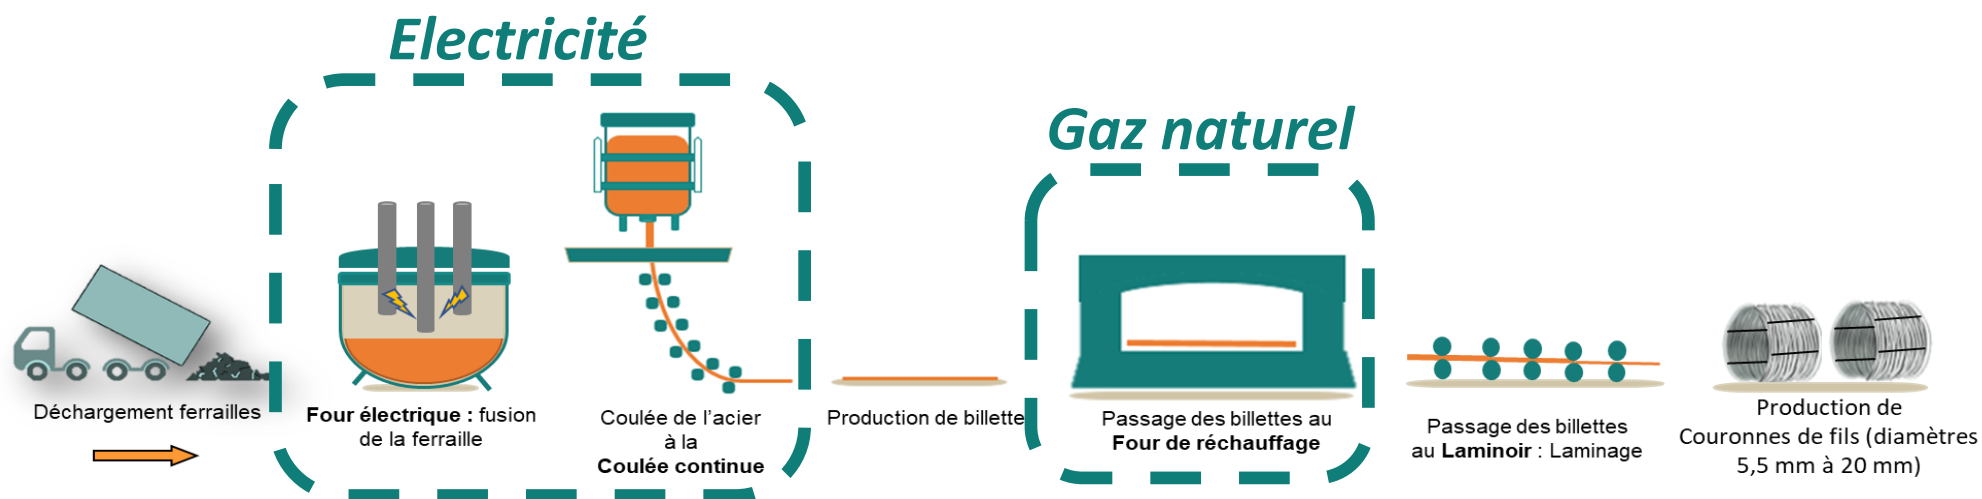 Electricité
Gaz naturel
Déchargement ferrailles
Four électrique : fusion
de la ferraille
Coulée de l'acier
à la
Coulée continue
Production de billette
Passage des billettes au
Four de réchauffage
Passage des billettes
au Laminoir : Laminage
Production de
Couronnes de fils (diamètres
5,5 mm à 20 mm)